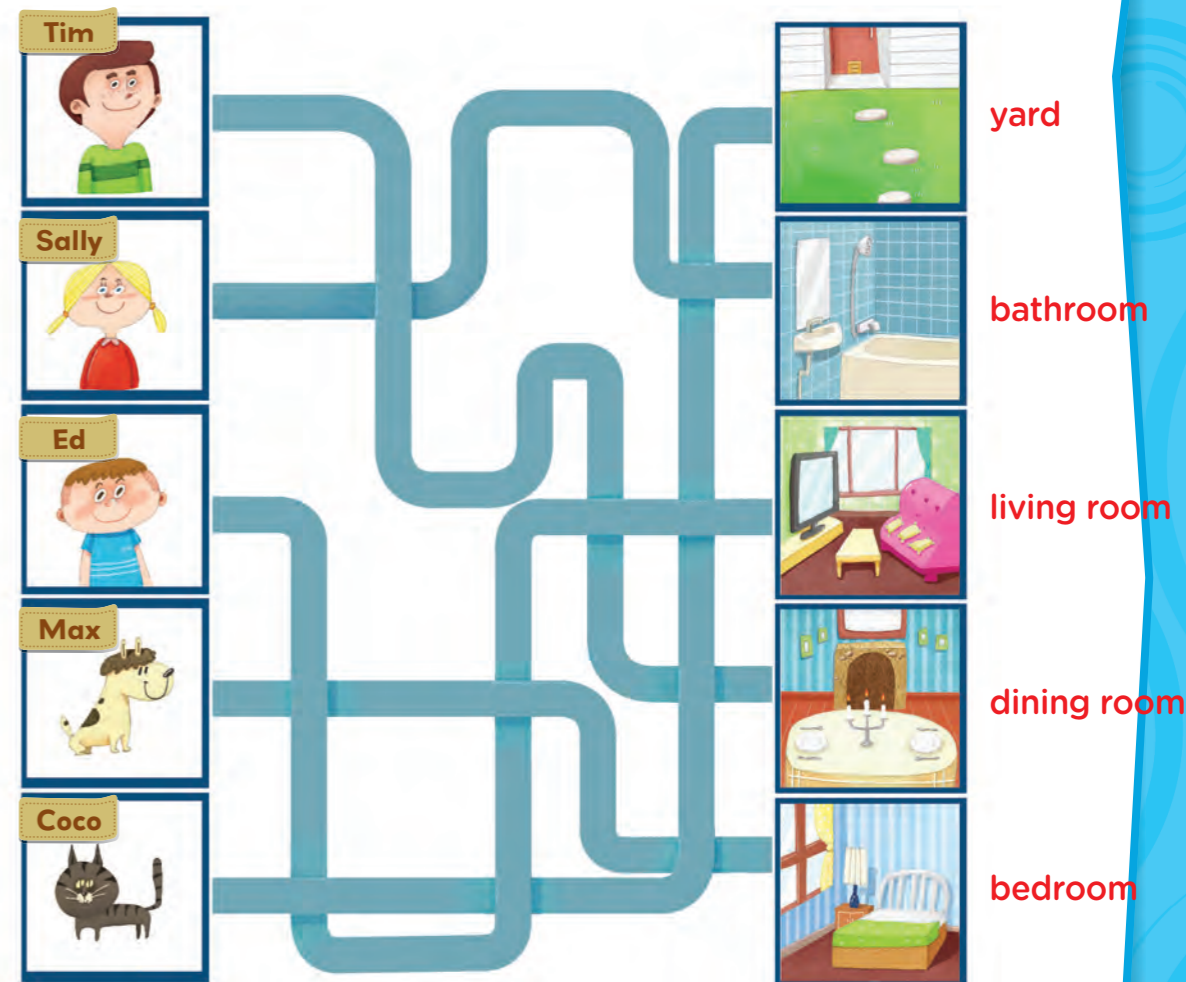 Tim
Sally
Ed
Max
Coco
yard
bathroom
living room
dining room
bedroom